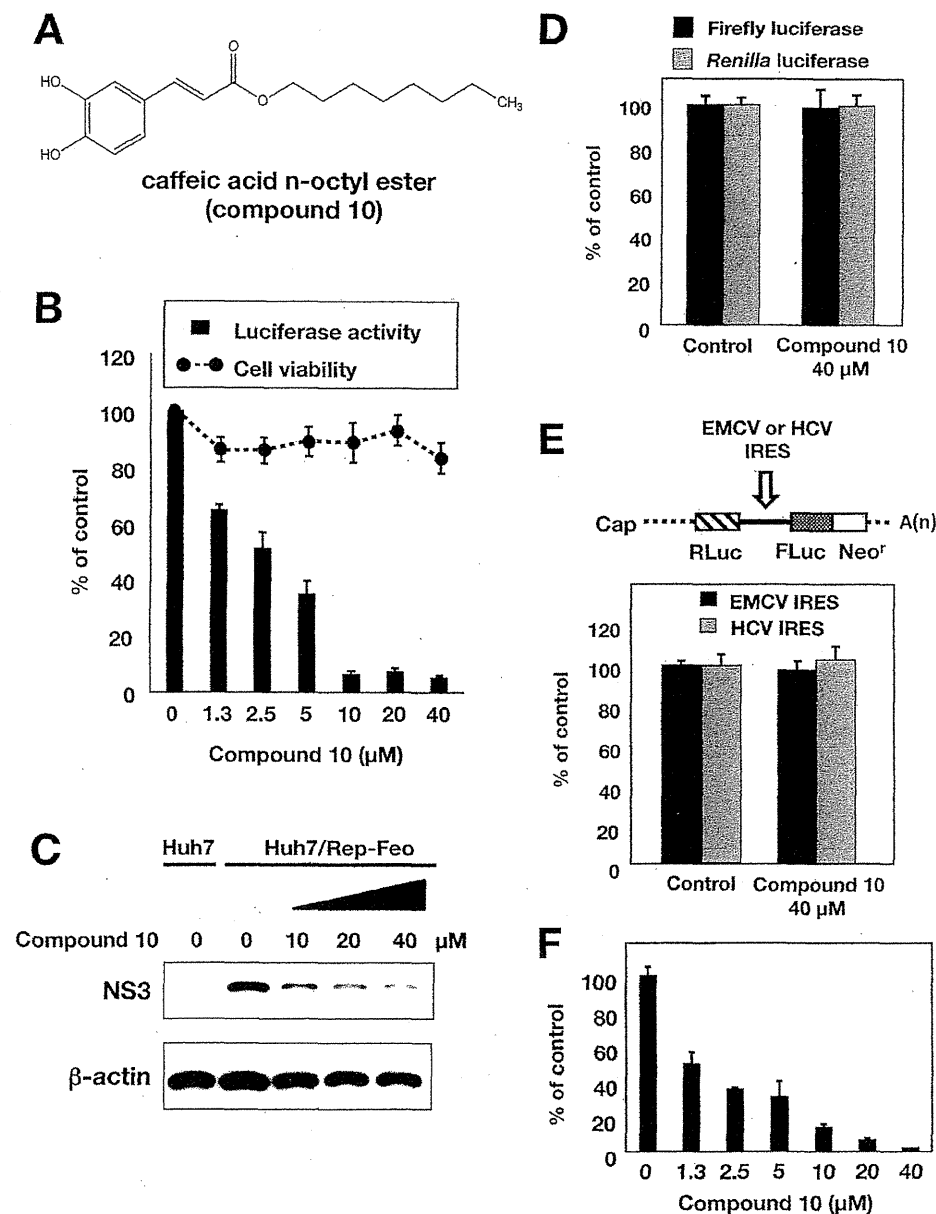 A
HO
HO
O
O
CH3
caffeic acid n-octyl ester
(compound 10)
B
Luciferase activity
Cell viability
% of control
120
100
80
60
40
20
0
0 1.3 2.5 5 10 20 40
Compound 10 (µM)
C
Huh7 Huh7/Rep-Feo
Compound 10 0 0 10 20 40 µM
NS3
β-actin
D
Firefly luciferase
Renilla luciferase
% of control
100
80
60
40
20
0
Control Compound 10
40 µM
E
EMCV or HCV
IRES
Cap A(n)
RLuc FLuc Neor
EMCV IRES
HCV IRES
% of control
120
100
80
60
40
20
0
Control Compound 10
40 µM
F
% of control
100
80
60
40
20
0
0 1.3 2.5 5 10 20 40
Compound 10 (µM)